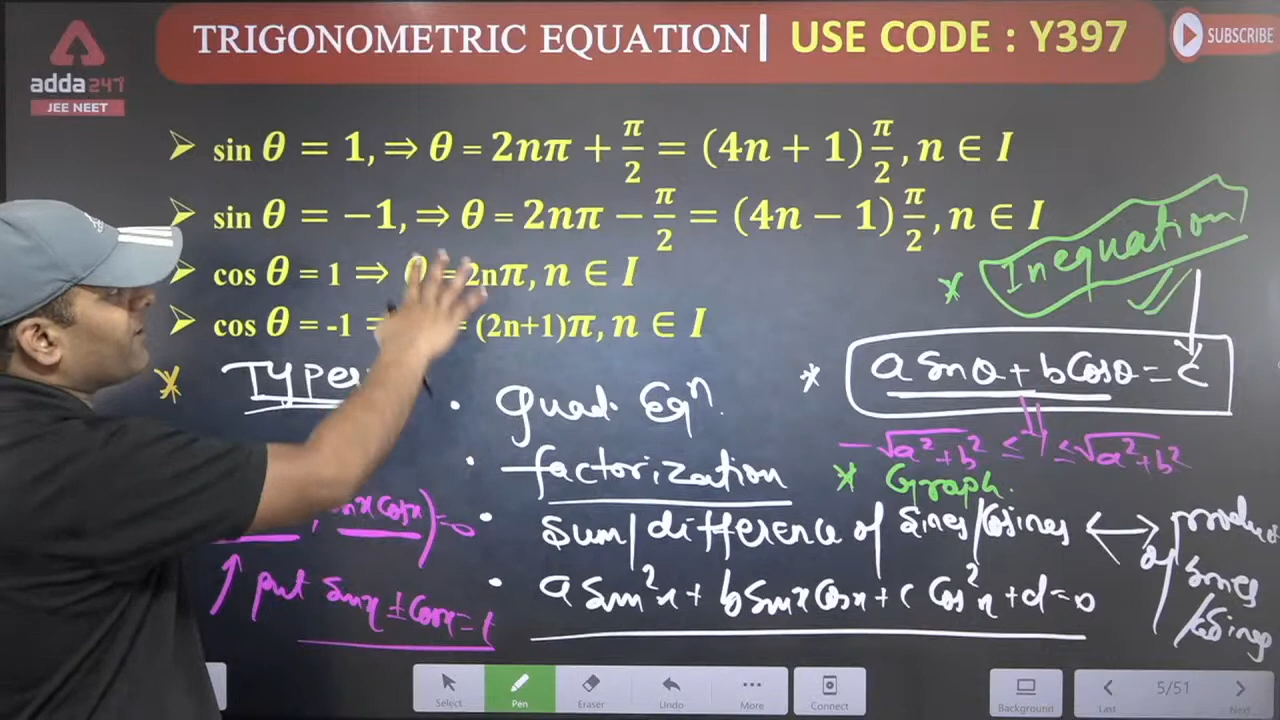 adda247
JEE NEET
TRIGONOMETRIC EQUATION | USE CODE : Y397
SUBSCRIBE
➤ sin θ = 1, ⇒ θ = 2nπ + π/2 = (4n + 1) π/2, n ∈ I
➤ sin θ = −1, ⇒ θ = 2nπ − π/2 = (4n − 1) π/2, n ∈ I
➤ cos θ = 1 ⇒ θ = 2nπ, n ∈ I
➤ cos θ = -1 = (2n+1)π, n ∈ I
* Inequation
* Types
* a sinθ + b cosθ = c
−√a²+b² ≤ ≤ √a²+b²
* Graph.
• Quad. Eqⁿ.
• factorization
• Sum/difference of Sines/Cosines ↔ product of Sines /Cosines
• a sin²x + b sinx cosx + c cos²x + d = 0
sinx cosx) = 0
↑ put sinx ± cosx = t
Select
Pen
Eraser
Undo
More
Connect
Background
Last
5/51
Next